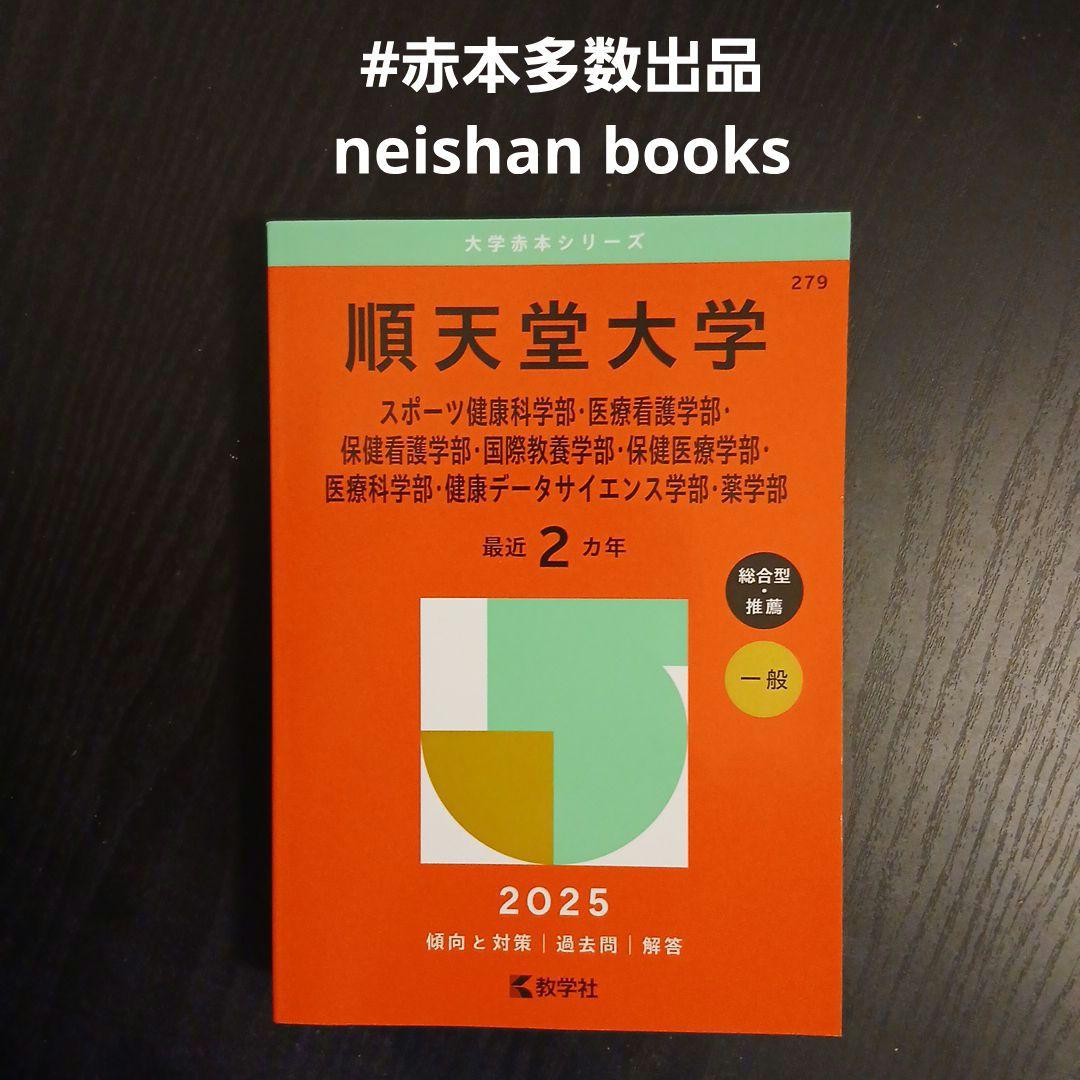 #赤本多数出品
neishan books
大学赤本シリーズ
279
順天堂大学
スポーツ健康科学部・医療看護学部・
保健看護学部・国際教養学部・保健医療学部・
医療科学部・健康データサイエンス学部・薬学部
最近2カ年
総合型
・
推薦
一般
2025
傾向と対策|過去問|解答
教学社